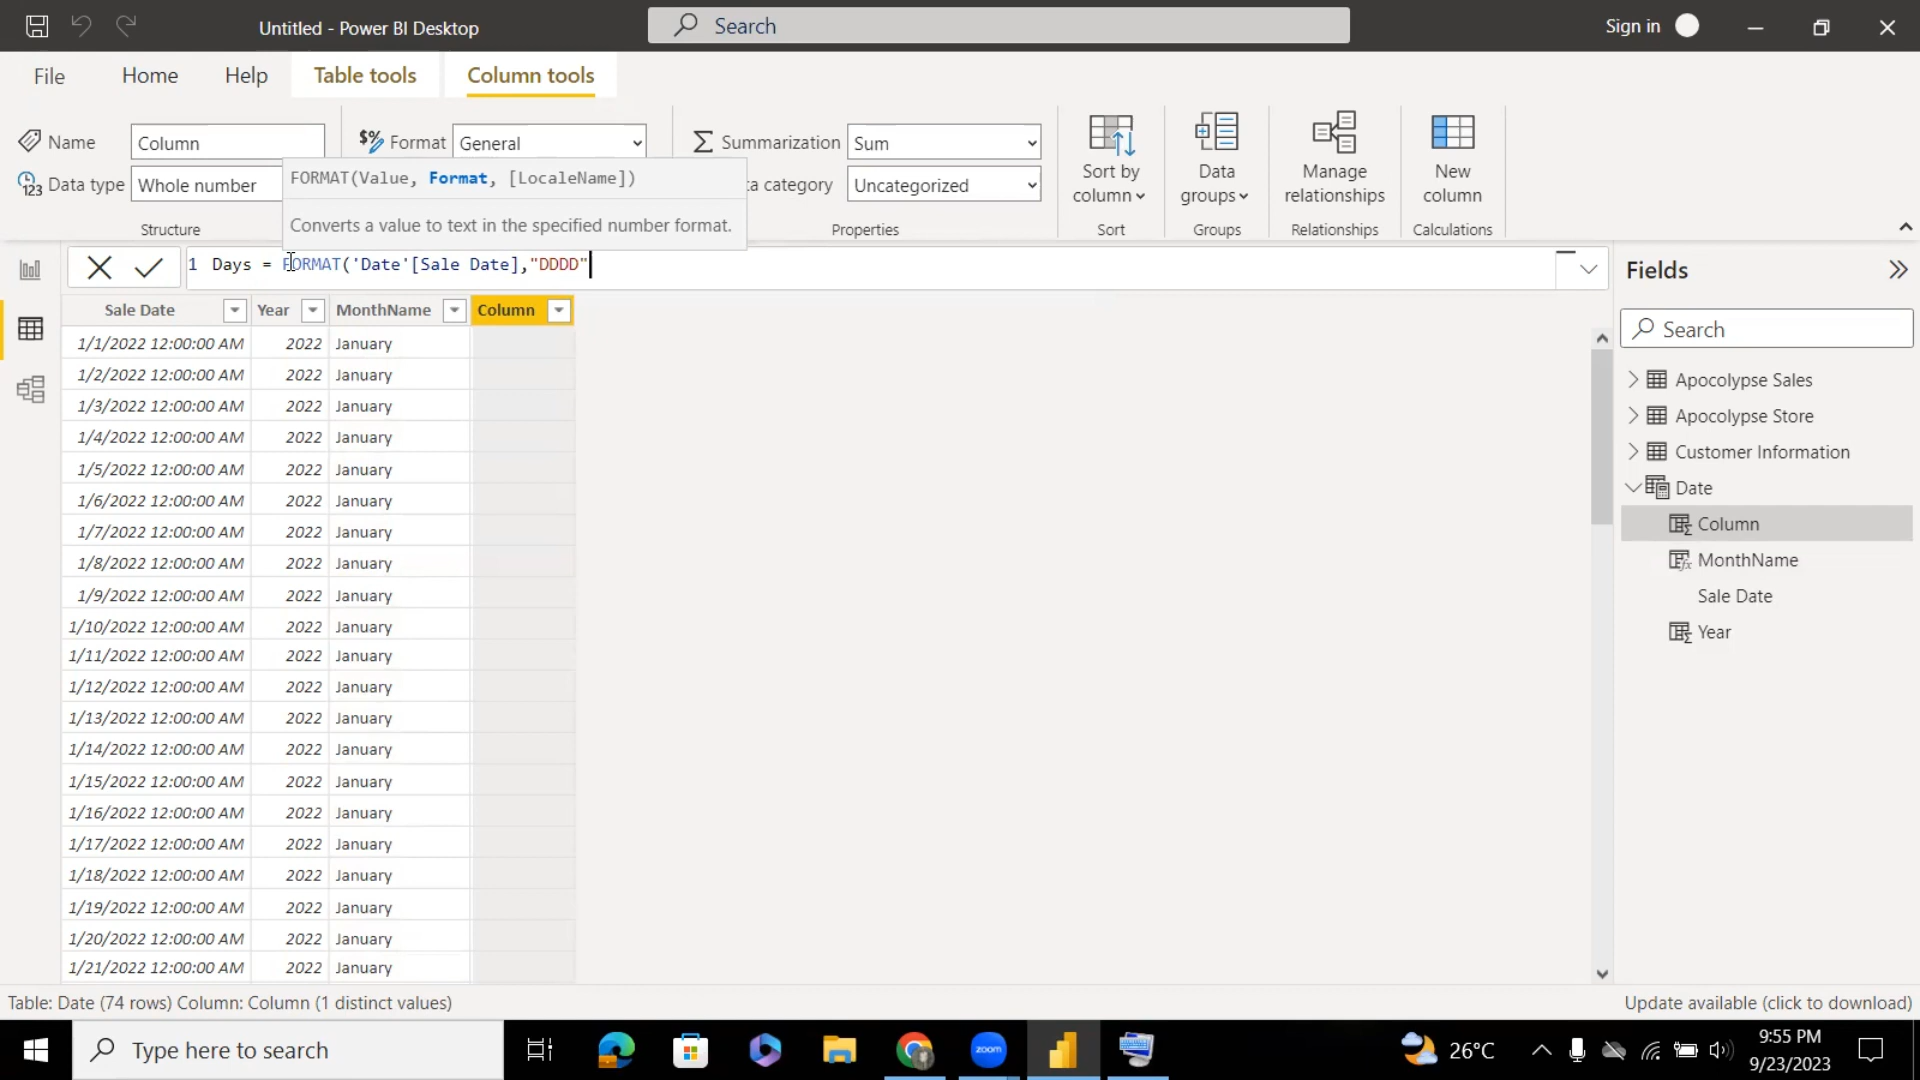 Untitled - Power BI Desktop
Search
Sign in
File
Home
Help
Table tools
Column tools
Name
Column
$% Format
General
Summarization
Sum
Data type
Whole number
a category
Uncategorized
Structure
Properties
Sort by
column
Sort
Data
groups
Groups
Manage
relationships
Relationships
New
column
Calculations
FORMAT(Value, Format, [LocaleName])
Converts a value to text in the specified number format.
1 Days = FORMAT('Date'[Sale Date],"DDDD"
Sale Date Year MonthName Column
1/1/2022 12:00:00 AM 2022 January
1/2/2022 12:00:00 AM 2022 January
1/3/2022 12:00:00 AM 2022 January
1/4/2022 12:00:00 AM 2022 January
1/5/2022 12:00:00 AM 2022 January
1/6/2022 12:00:00 AM 2022 January
1/7/2022 12:00:00 AM 2022 January
1/8/2022 12:00:00 AM 2022 January
1/9/2022 12:00:00 AM 2022 January
1/10/2022 12:00:00 AM 2022 January
1/11/2022 12:00:00 AM 2022 January
1/12/2022 12:00:00 AM 2022 January
1/13/2022 12:00:00 AM 2022 January
1/14/2022 12:00:00 AM 2022 January
1/15/2022 12:00:00 AM 2022 January
1/16/2022 12:00:00 AM 2022 January
1/17/2022 12:00:00 AM 2022 January
1/18/2022 12:00:00 AM 2022 January
1/19/2022 12:00:00 AM 2022 January
1/20/2022 12:00:00 AM 2022 January
1/21/2022 12:00:00 AM 2022 January
Fields
Search
Apocolypse Sales
Apocolypse Store
Customer Information
Date
Column
MonthName
Sale Date
Year
Table: Date (74 rows) Column: Column (1 distinct values)
Update available (click to download)
Type here to search
zoom
26°C
9:55 PM
9/23/2023